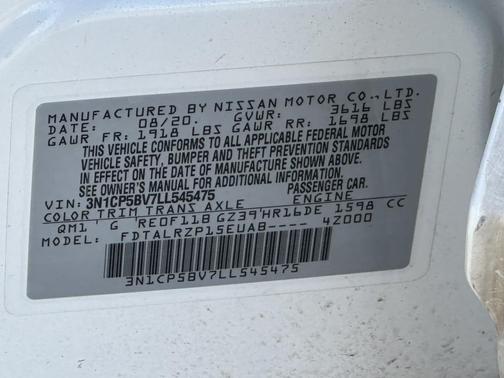 MANUFACTURED BY NISSAN MOTOR CO.,LTD.
DATE: 08/20. GVWR: 3616 LBS
GAWR FR: 1918 LBS GAWR RR: 1698 LBS
THIS VEHICLE CONFORMS TO ALL APPLICABLE FEDERAL MOTOR
VEHICLE SAFETY, BUMPER AND THEFT PREVENTION STANDARDS
IN EFFECT ON THE DATE OF MANUFACTURE SHOWN ABOVE.
SEE OWNER'S MANUAL FOR FURTHER INFORMATION.
VIN: 3N1CP5BV7LL545475 PASSENGER CAR.
COLOR TRIM TRANS AXLE ENGINE
QM1 G RE0F11B GZ39 HR16DE 1598 CC
MODEL: FDTALRZP15EUAB---- 4Z000
3N1CP5BV7LL545475